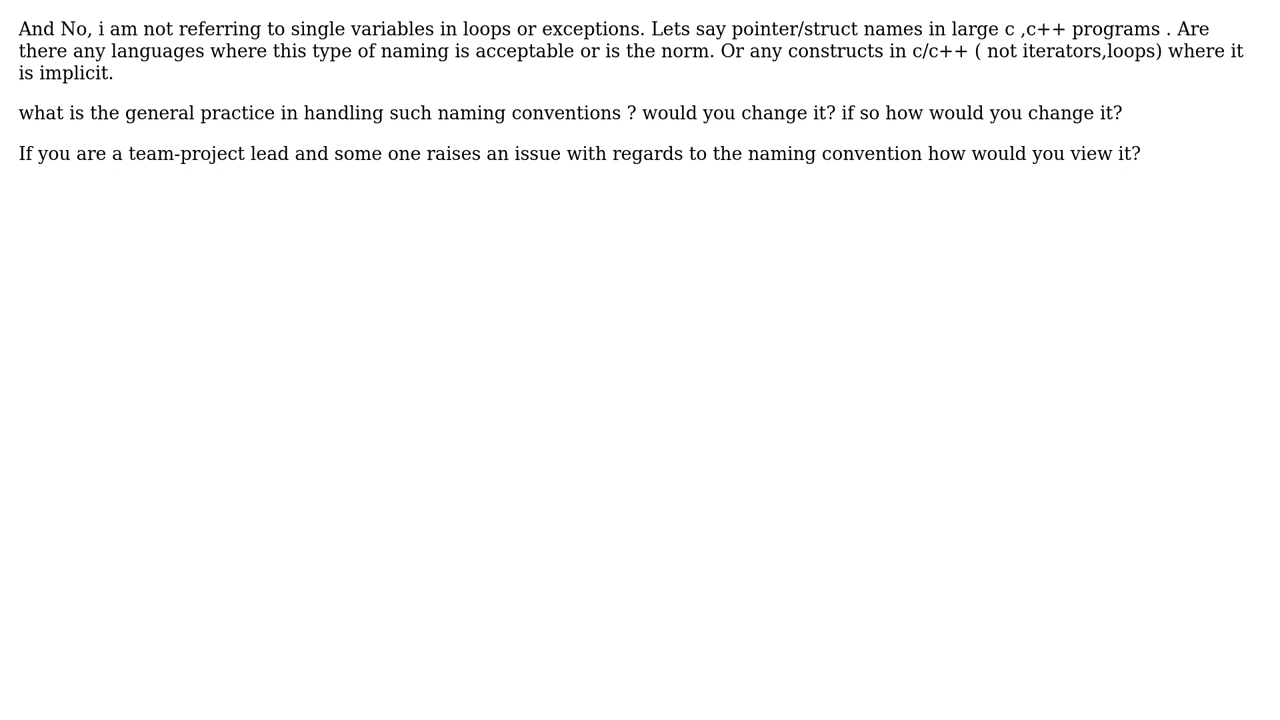 And No, i am not referring to single variables in loops or exceptions. Lets say pointer/struct names in large c ,c++ programs . Are
there any languages where this type of naming is acceptable or is the norm. Or any constructs in c/c++ ( not iterators,loops) where it
is implicit.
what is the general practice in handling such naming conventions ? would you change it? if so how would you change it?
If you are a team-project lead and some one raises an issue with regards to the naming convention how would you view it?